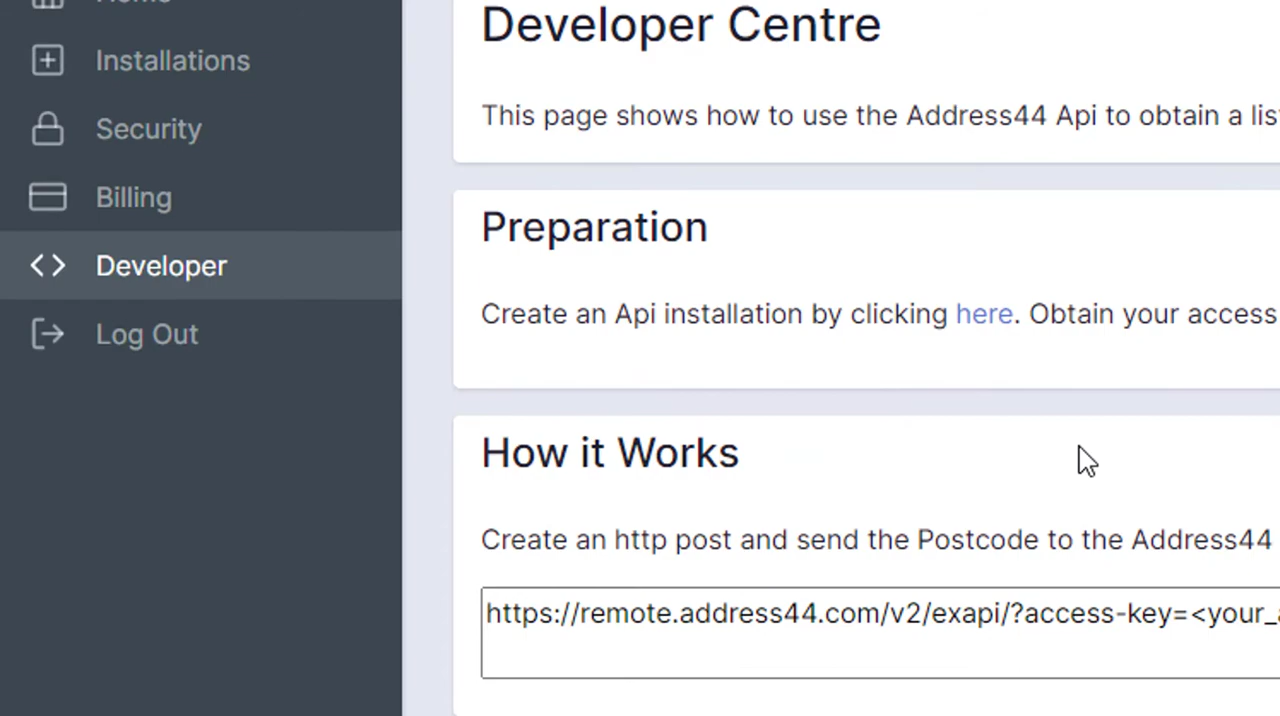 Home
Installations
Security
Billing
Developer
Log Out
Developer Centre
This page shows how to use the Address44 Api to obtain a
Preparation
Create an Api installation by clicking here. Obtain your access
How it Works
Create an http post and send the Postcode to the Address44
https://remote.address44.com/v2/exapi/?access-key=<your_